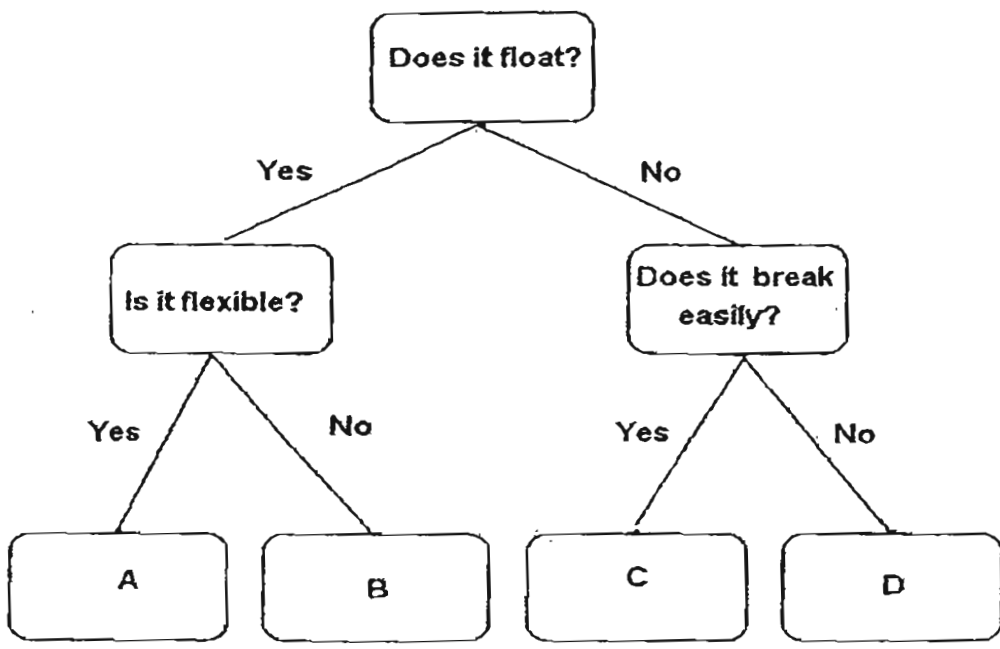 Does it float?
Yes
No
Is it flexible?
Does it break
easily?
Yes
No
Yes
No
A
B
C
D